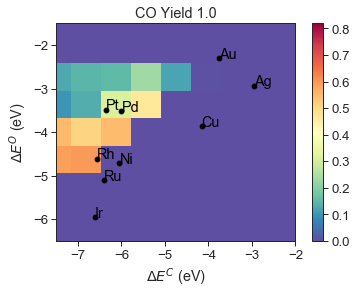 CO Yield 1.0
Au
Ag
Pt
Pd
Cu
Rh
Ni
Ru
Ir
−2
−3
−4
−5
−6
ΔE^O (eV)
−7
−6
−5
−4
−3
−2
ΔE^C (eV)
0.8
0.7
0.6
0.5
0.4
0.3
0.2
0.1
0.0